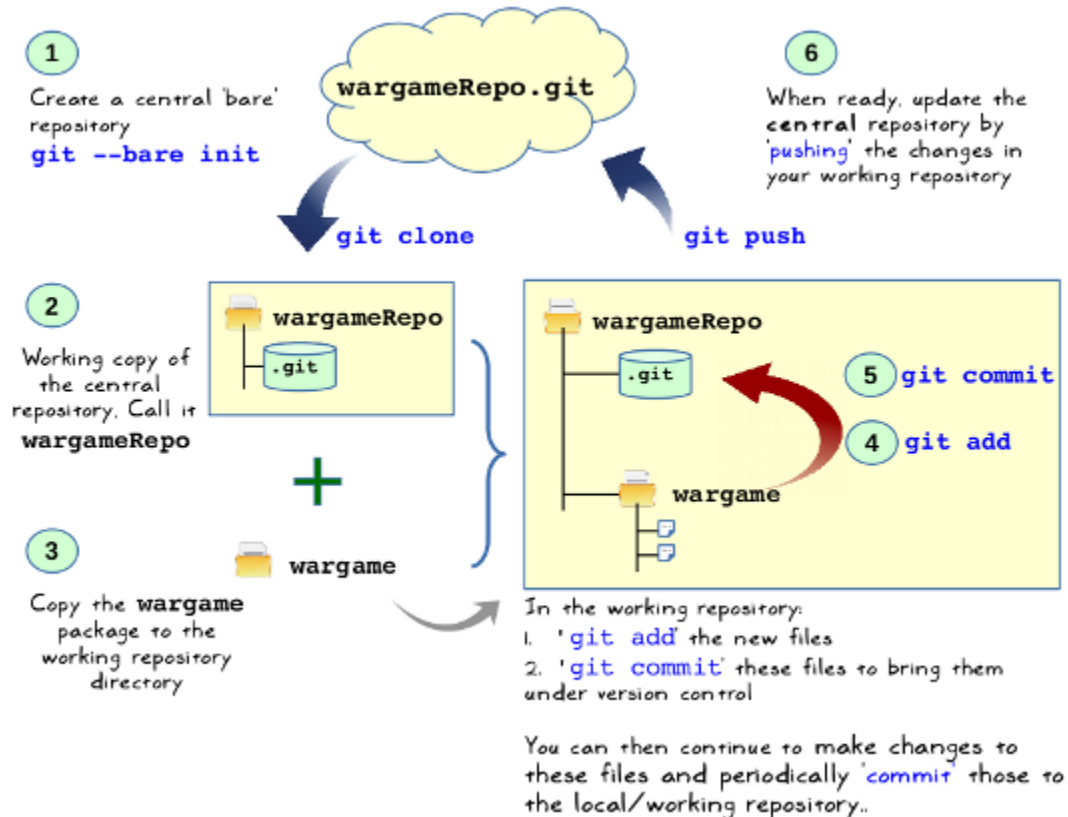 1
Create a central 'bare'
repository
git --bare init
wargameRepo.git
6
When ready, update the
central repository by
'pushing' the changes in
your working repository
git clone
git push
2
Working copy of
the central
repository. Call it
wargameRepo
wargameRepo
.git
wargameRepo
.git
5 git commit
4 git add
wargame
3
Copy the wargame
package to the
working repository
directory
wargame
In the working repository:
1. 'git add' the new files
2. 'git commit' these files to bring them
under version control
You can then continue to make changes to
these files and periodically 'commit' those to
the local/working repository..